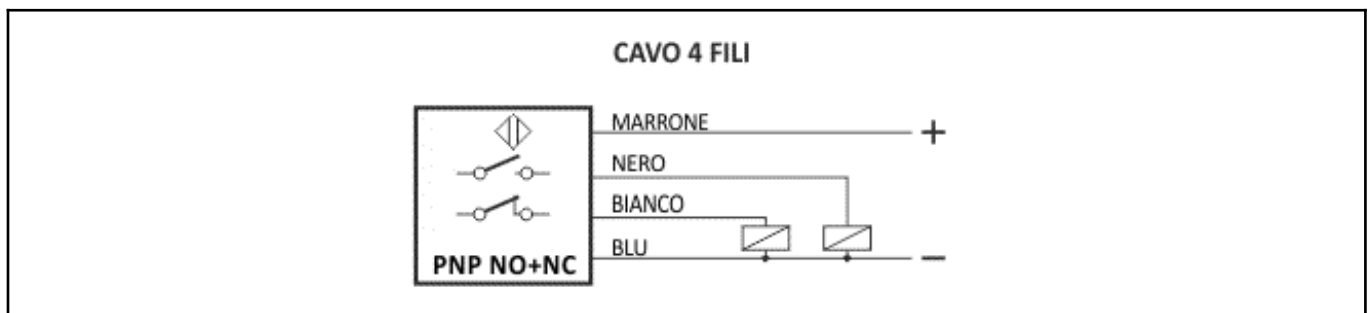 CAVO 4 FILI
MARRONE
+
NERO
BIANCO
BLU
−
PNP NO+NC